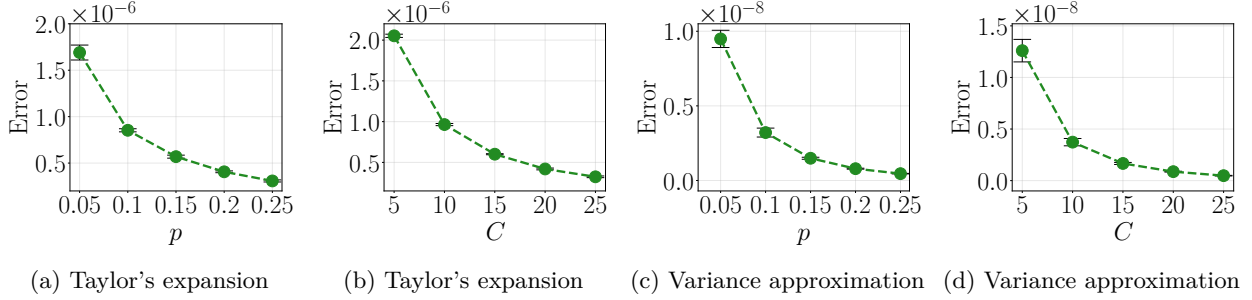 ×10⁻⁶
2.0
1.5
1.0
0.5
Error
0.05 0.1 0.15 0.2 0.25
p
(a) Taylor's expansion
×10⁻⁶
2.0
1.5
1.0
0.5
Error
5 10 15 20 25
C
(b) Taylor's expansion
×10⁻⁸
1.0
0.5
0.0
Error
0.05 0.1 0.15 0.2 0.25
p
(c) Variance approximation
×10⁻⁸
1.5
1.0
0.5
0.0
Error
5 10 15 20 25
C
(d) Variance approximation